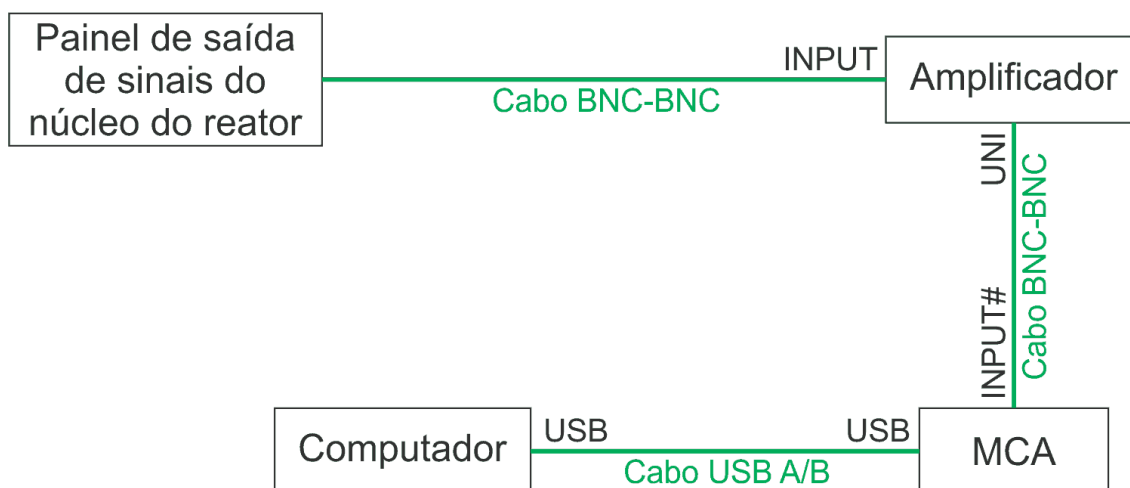 Painel de saída
de sinais do
núcleo do reator
INPUT
Cabo BNC-BNC
Amplificador
UNI
Cabo BNC-BNC
INPUT#
Computador
USB
USB
Cabo USB A/B
MCA